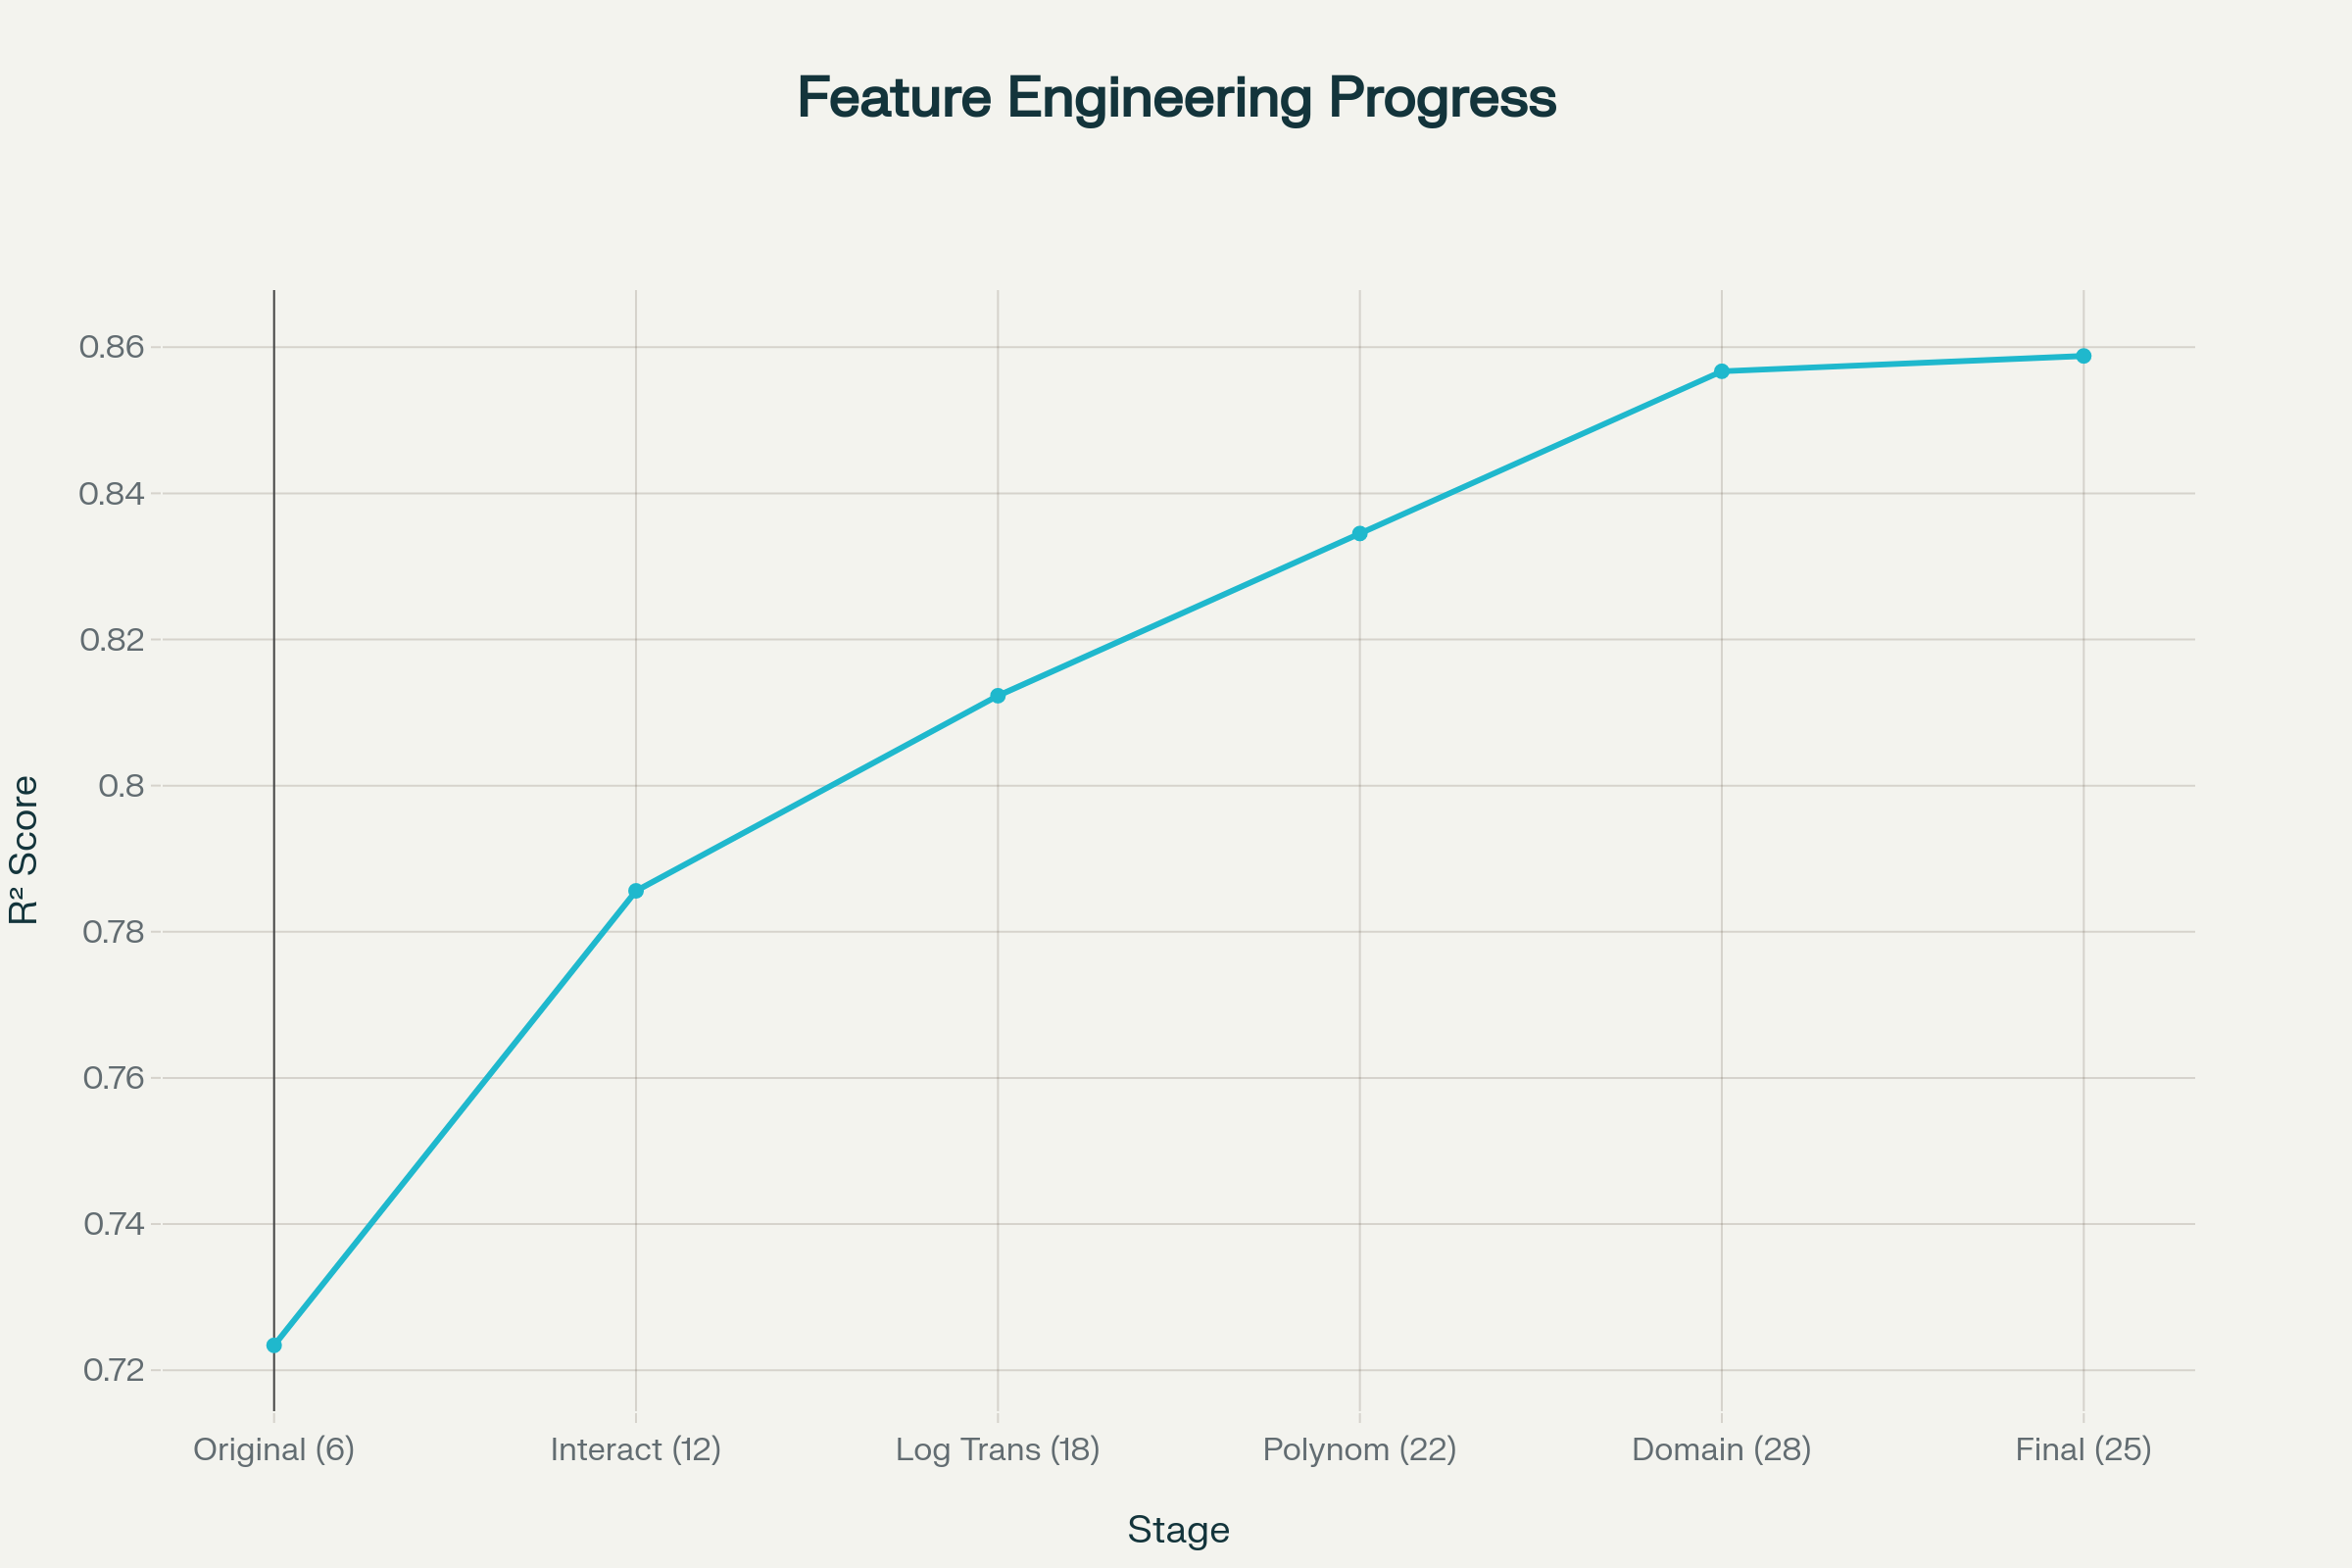 Feature Engineering Progress
0.86
0.84
0.82
0.8
0.78
0.76
0.74
0.72
R² Score
Original (6)
Interact (12)
Log Trans (18)
Polynom (22)
Domain (28)
Final (25)
Stage